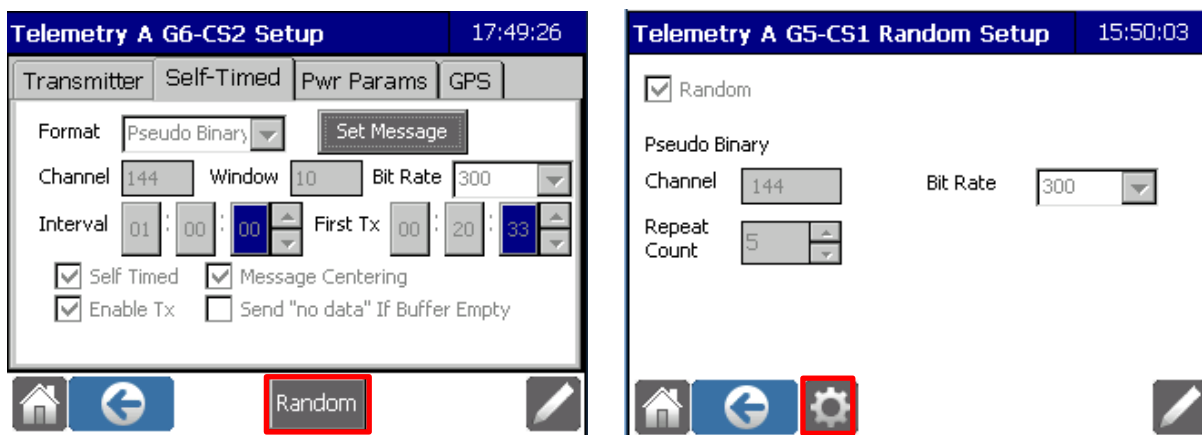 Telemetry A G6-CS2 Setup 17:49:26
Transmitter Self-Timed Pwr Params GPS
Format Pseudo Binary Set Message
Channel 144 Window 10 Bit Rate 300
Interval 01 : 00 : 00 First Tx 00 : 20 : 33
Self Timed Message Centering
Enable Tx Send "no data" If Buffer Empty
Random
Telemetry A G5-CS1 Random Setup 15:50:03
Random
Pseudo Binary
Channel 144 Bit Rate 300
Repeat
Count 5